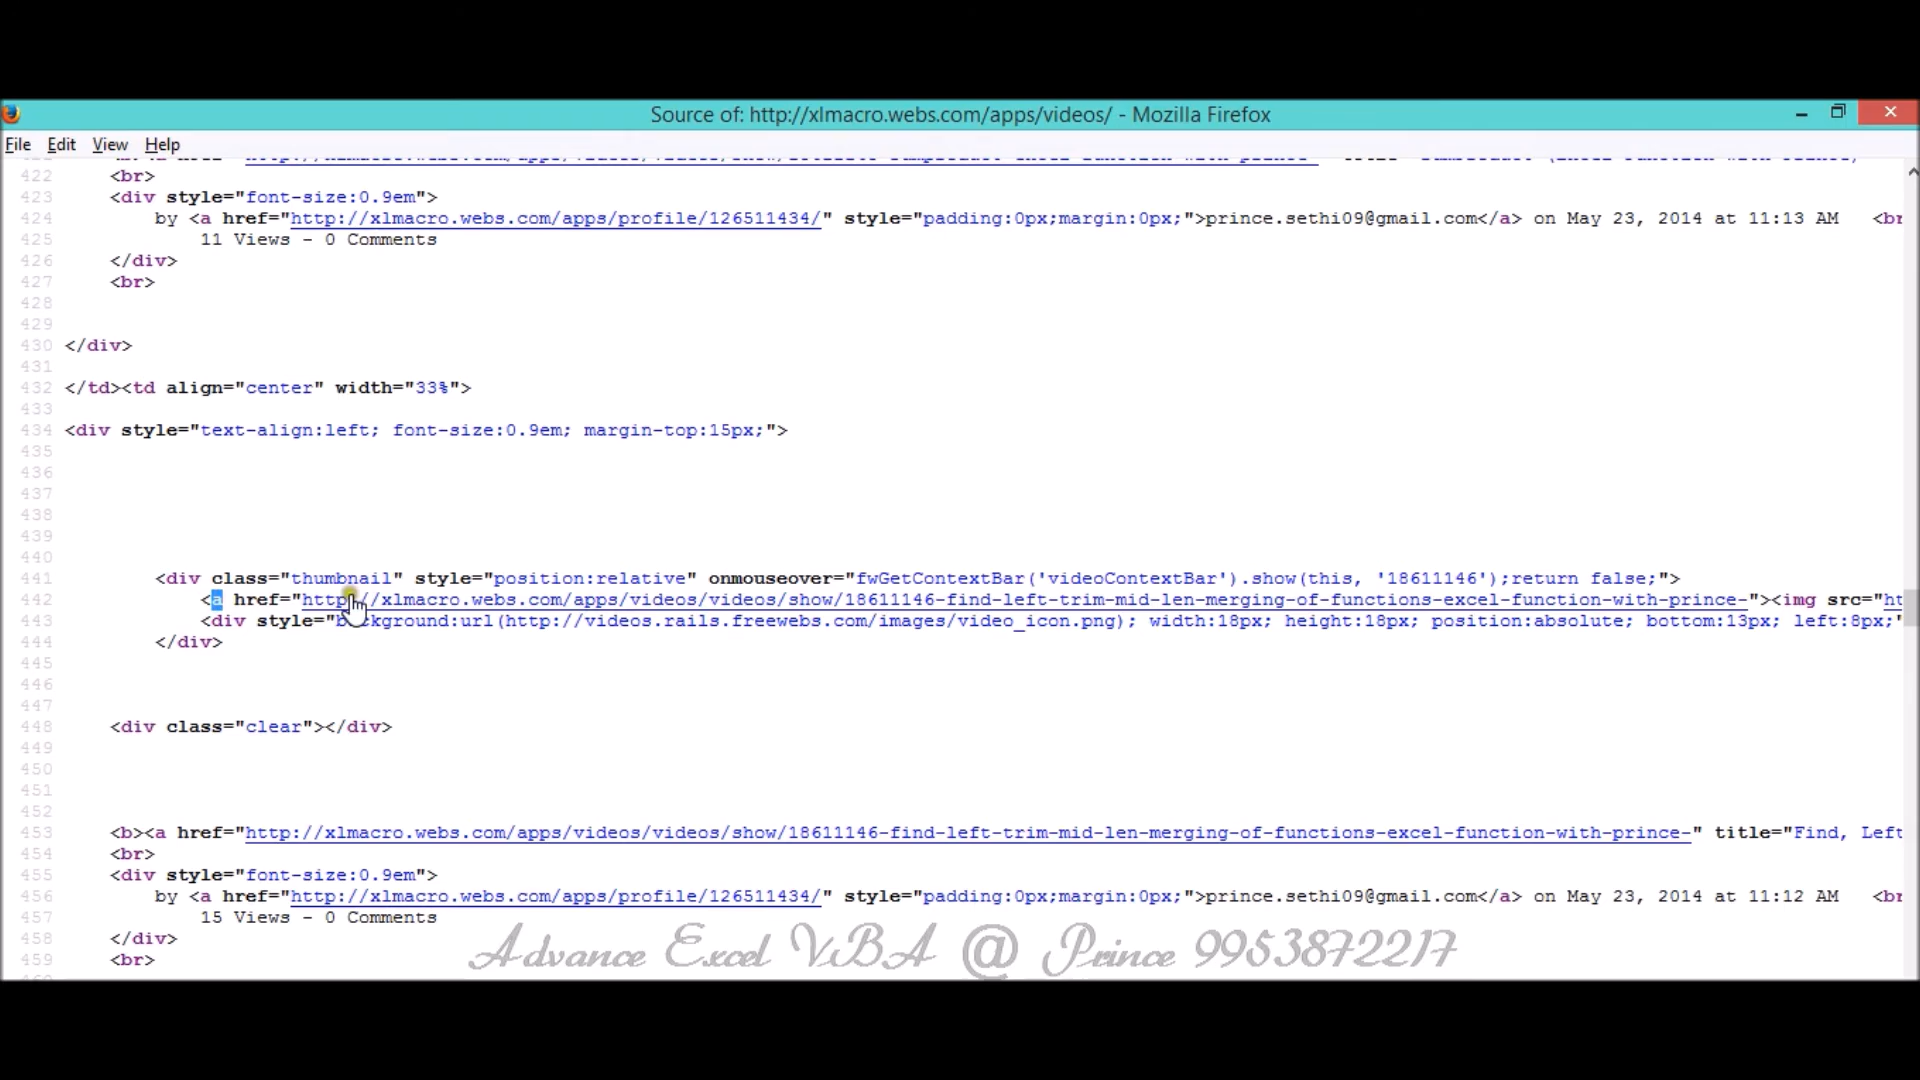 Source of: http://xlmacro.webs.com/apps/videos/ - Mozilla Firefox
File Edit View Help
422 <br>
423 <div style="font-size:0.9em">
424 by <a href="http://xlmacro.webs.com/apps/profile/126511434/" style="padding:0px;margin:0px;">prince.sethi09@gmail.com</a> on May 23, 2014 at 11:13 AM <br
425 11 Views - 0 Comments
426 </div>
427 <br>
428
429
430 </div>
431
432 </td><td align="center" width="33%">
433
434 <div style="text-align:left; font-size:0.9em; margin-top:15px;">
435
436
437
438
439
440
441 <div class="thumbnail" style="position:relative" onmouseover="fwGetContextBar('videoContextBar').show(this, '18611146');return false;">
442 <a href="http://xlmacro.webs.com/apps/videos/videos/show/18611146-find-left-trim-mid-len-merging-of-functions-excel-function-with-prince-"><img src="ht
443 <div style="background:url(http://videos.rails.freewebs.com/images/video_icon.png); width:18px; height:18px; position:absolute; bottom:13px; left:8px;"
444 </div>
445
446
447
448 <div class="clear"></div>
449
450
451
452
453 <b><a href="http://xlmacro.webs.com/apps/videos/videos/show/18611146-find-left-trim-mid-len-merging-of-functions-excel-function-with-prince-" title="Find, Left
454 <br>
455 <div style="font-size:0.9em">
456 by <a href="http://xlmacro.webs.com/apps/profile/126511434/" style="padding:0px;margin:0px;">prince.sethi09@gmail.com</a> on May 23, 2014 at 11:12 AM <br
457 15 Views - 0 Comments
458 </div>
459 <br>
Advance Excel VBA @ Prince 9953872217